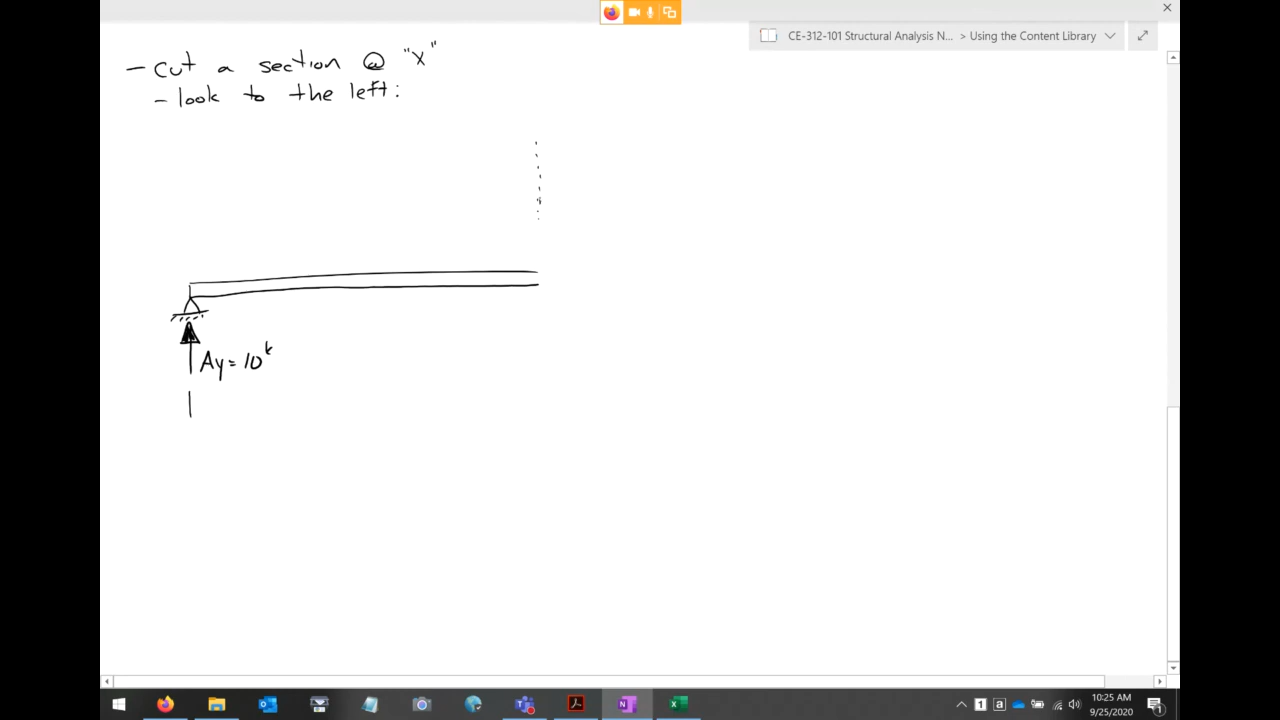 CE-312-101 Structural Analysis N... > Using the Content Library
- cut a section @ "x"
- look to the left:
Ay = 10k
10:25 AM
9/25/2020